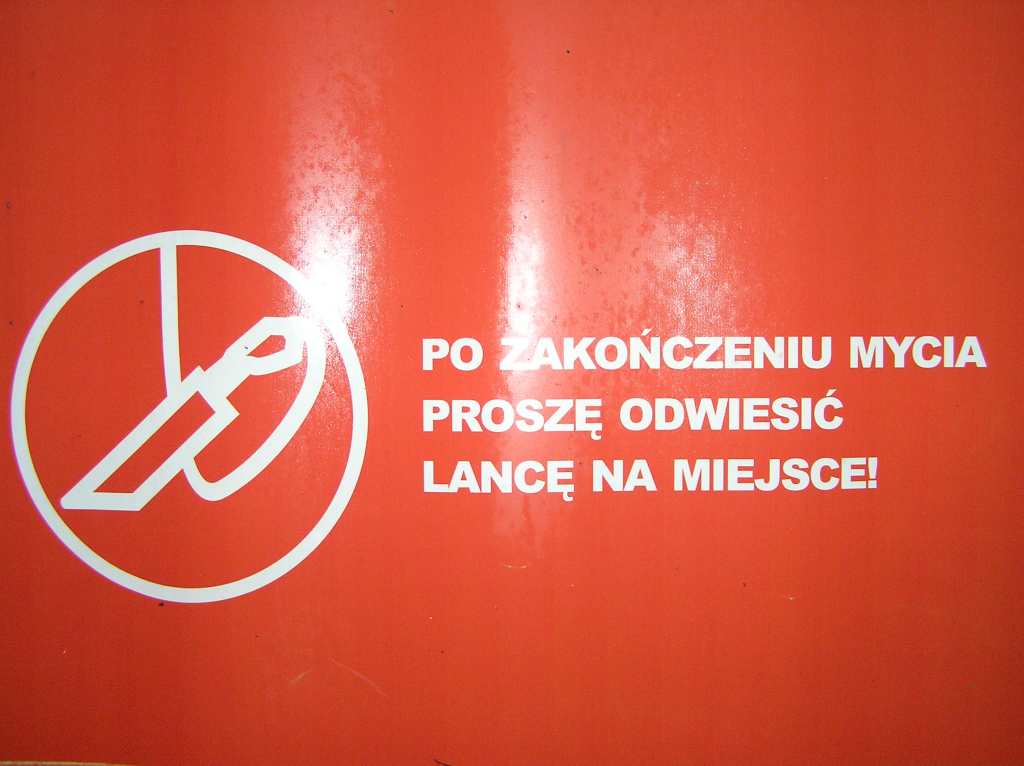 PO ZAKOŃCZENIU MYCIA
PROSZĘ ODWIESIĆ
LANCĘ NA MIEJSCE!